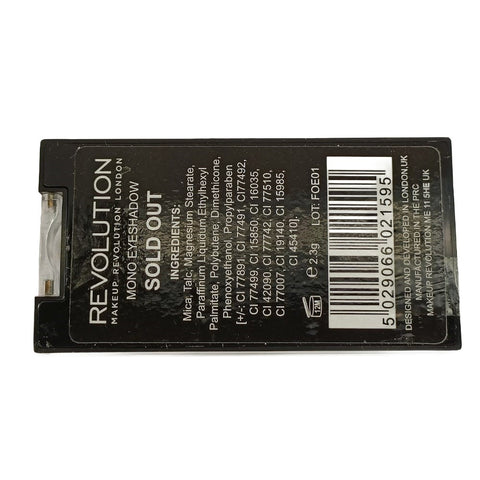 REVOLUTION
MAKEUP REVOLUTION LONDON
MONO EYESHADOW
SOLD OUT
INGREDIENTS:
Mica, Talc, Magnesium Stearate,
Paraffinum Liquidum, Ethylhexyl
Palmitate, Polybutene, Dimethicone,
Phenoxyethanol, Propylparaben
[+/-: CI 77891, CI 77491, CI 77492,
CI 77499, CI 15850, CI 16035,
CI 42090, CI 77742, CI 77510,
CI 77007, CI 19140, CI 15985,
CI 45410].
℮ 2.3g LOT: FOE01
12M
5 029066 021595
DESIGNED AND DEVELOPED IN LONDON,UK
MANUFACTURED IN THE PRC
MAKEUP REVOLUTION ME 11 5HE UK